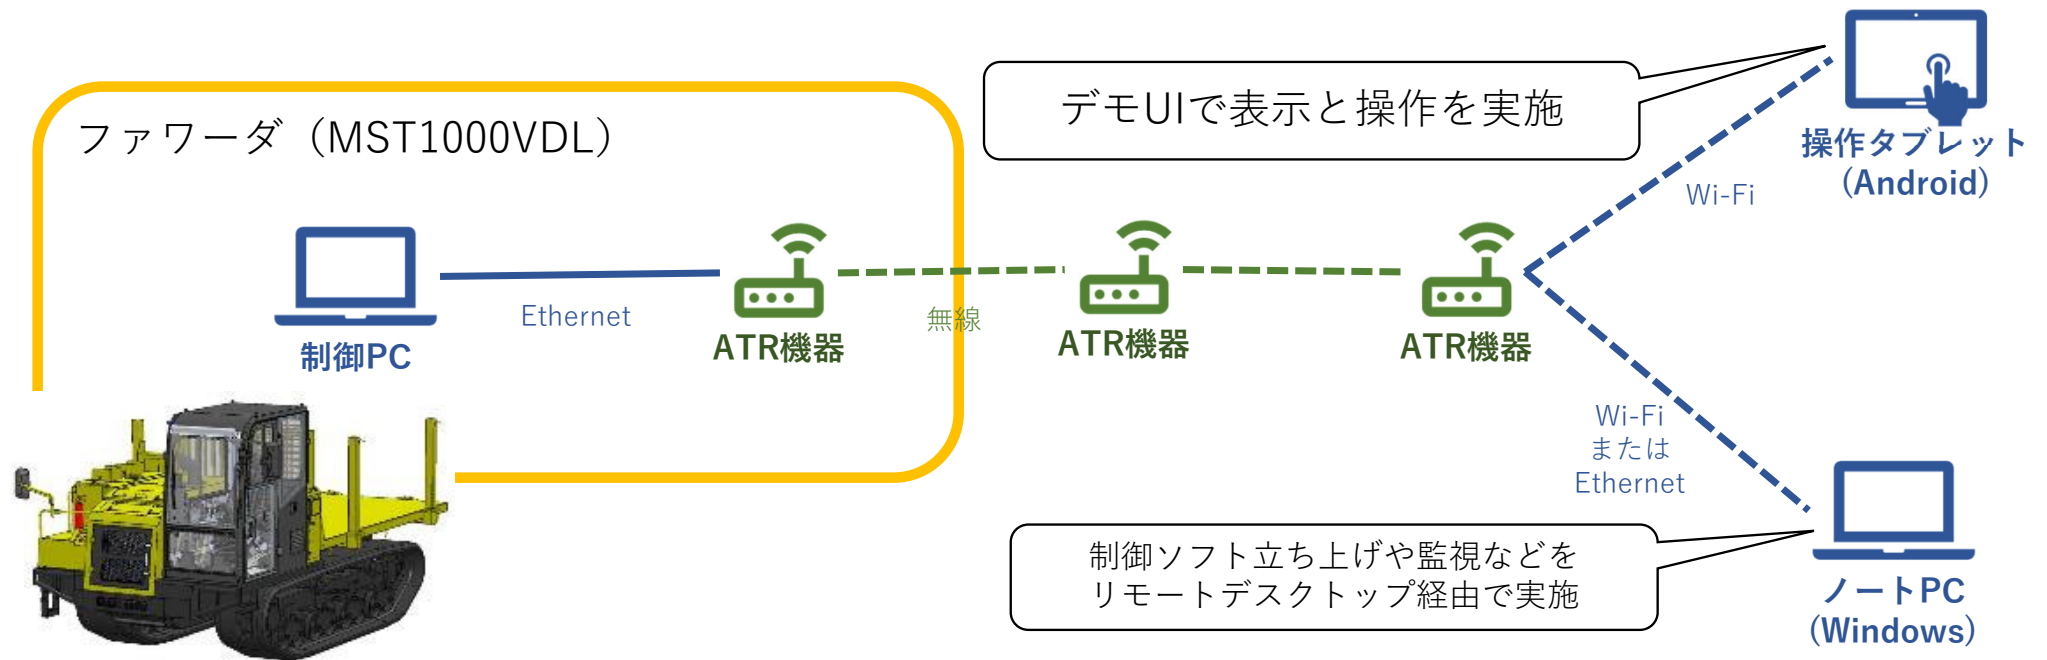 ファワーダ（MST1000VDL）
デモUIで表示と操作を実施
操作タブレット
(Android)
Wi-Fi
Ethernet
無線
制御PC
ATR機器
ATR機器
ATR機器
Wi-Fi
または
Ethernet
制御ソフト立ち上げや監視などを
リモートデスクトップ経由で実施
ノートPC
(Windows)